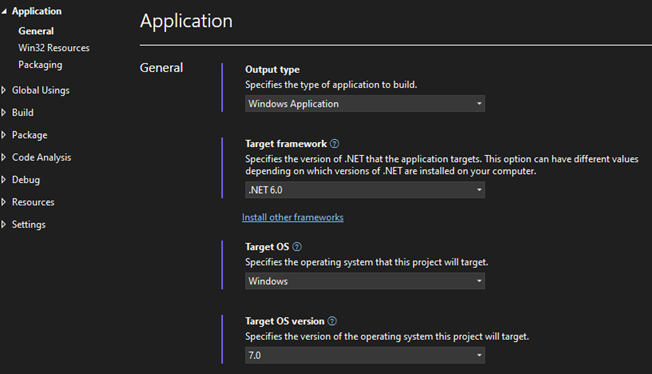 Application
General
Win32 Resources
Packaging
Global Usings
Build
Package
Code Analysis
Debug
Resources
Settings
Application
General
Output type
Specifies the type of application to build.
Windows Application
Target framework
Specifies the version of .NET that the application targets. This option can have different values
depending on which versions of .NET are installed on your computer.
.NET 6.0
Install other frameworks
Target OS
Specifies the operating system that this project will target.
Windows
Target OS version
Specifies the version of the operating system this project will target.
7.0